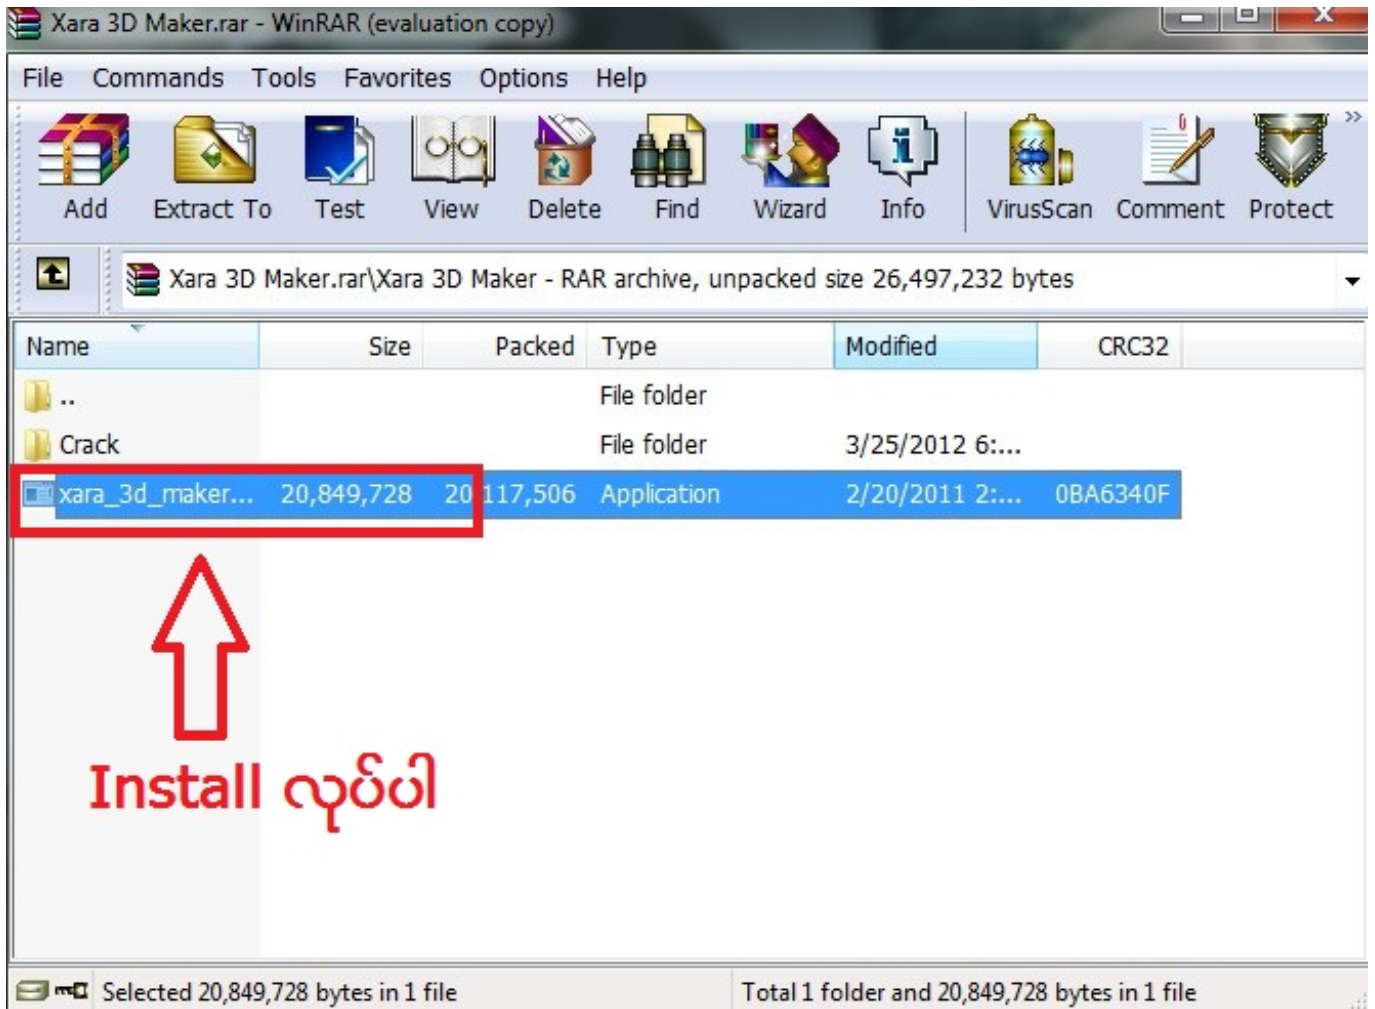 Xara 3D Maker.rar - WinRAR (evaluation copy)
File Commands Tools Favorites Options Help
Add Extract To Test View Delete Find Wizard Info VirusScan Comment Protect
Xara 3D Maker.rar\Xara 3D Maker - RAR archive, unpacked size 26,497,232 bytes
Name Size Packed Type Modified CRC32
.. File folder
Crack File folder 3/25/2012 6:...
xara_3d_maker... 20,849,728 20,117,506 Application 2/20/2011 2:... 0BA6340F
Install လုပ်ပါ
Selected 20,849,728 bytes in 1 file Total 1 folder and 20,849,728 bytes in 1 file